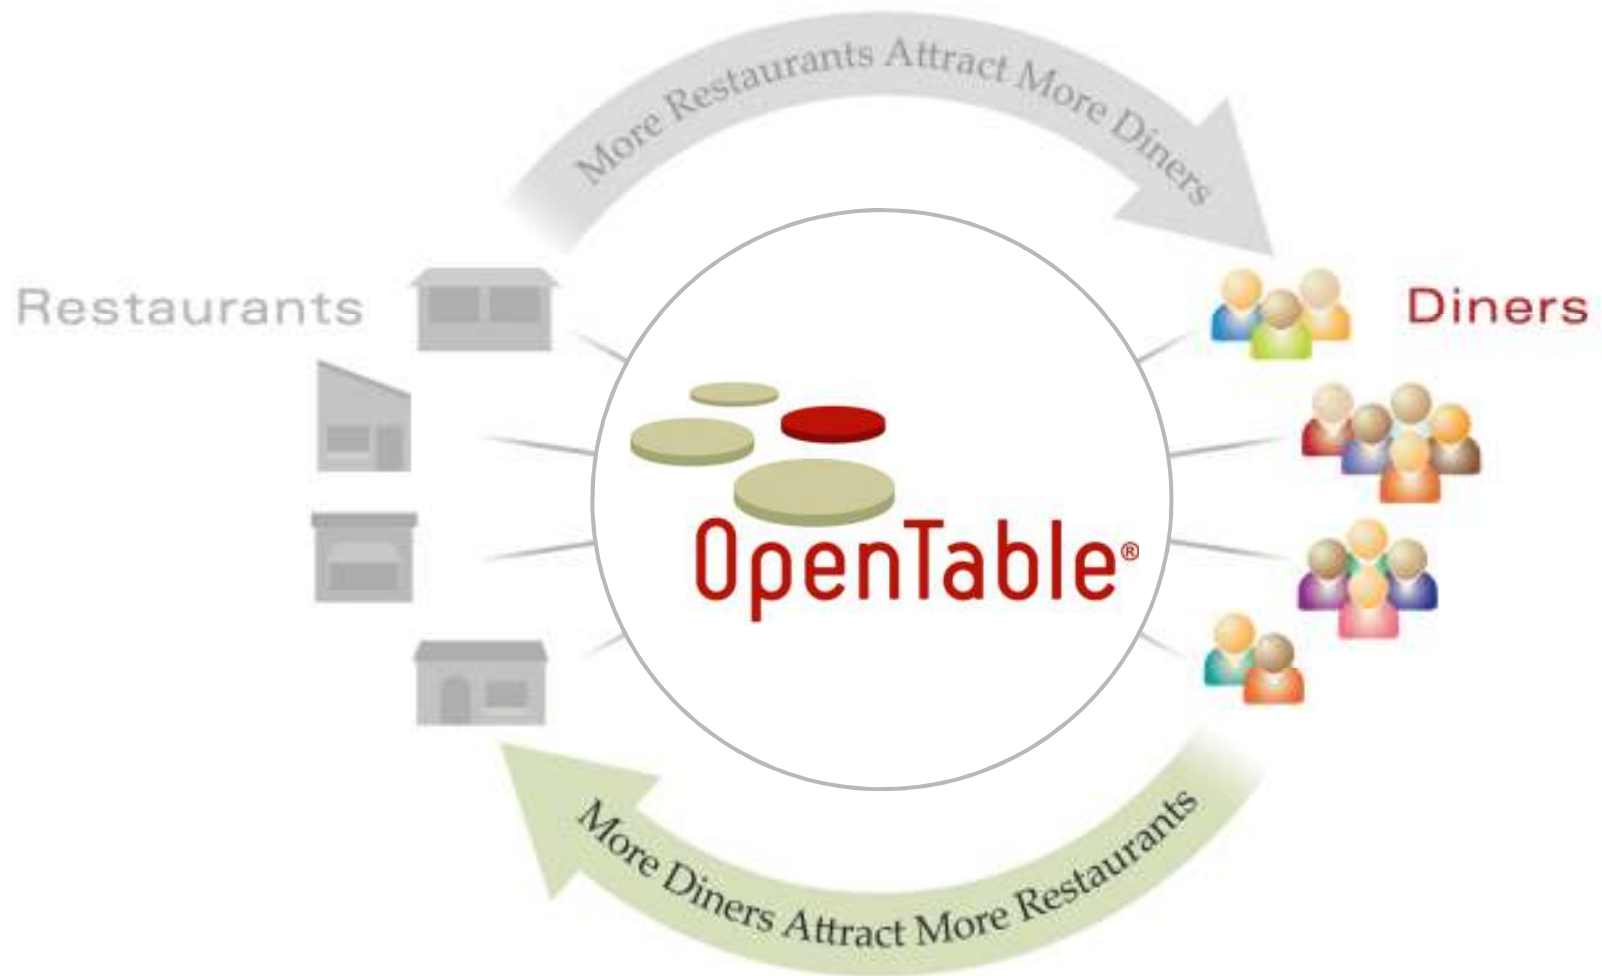 More Restaurants Attract More Diners
Restaurants
Diners
OpenTable®
More Diners Attract More Restaurants